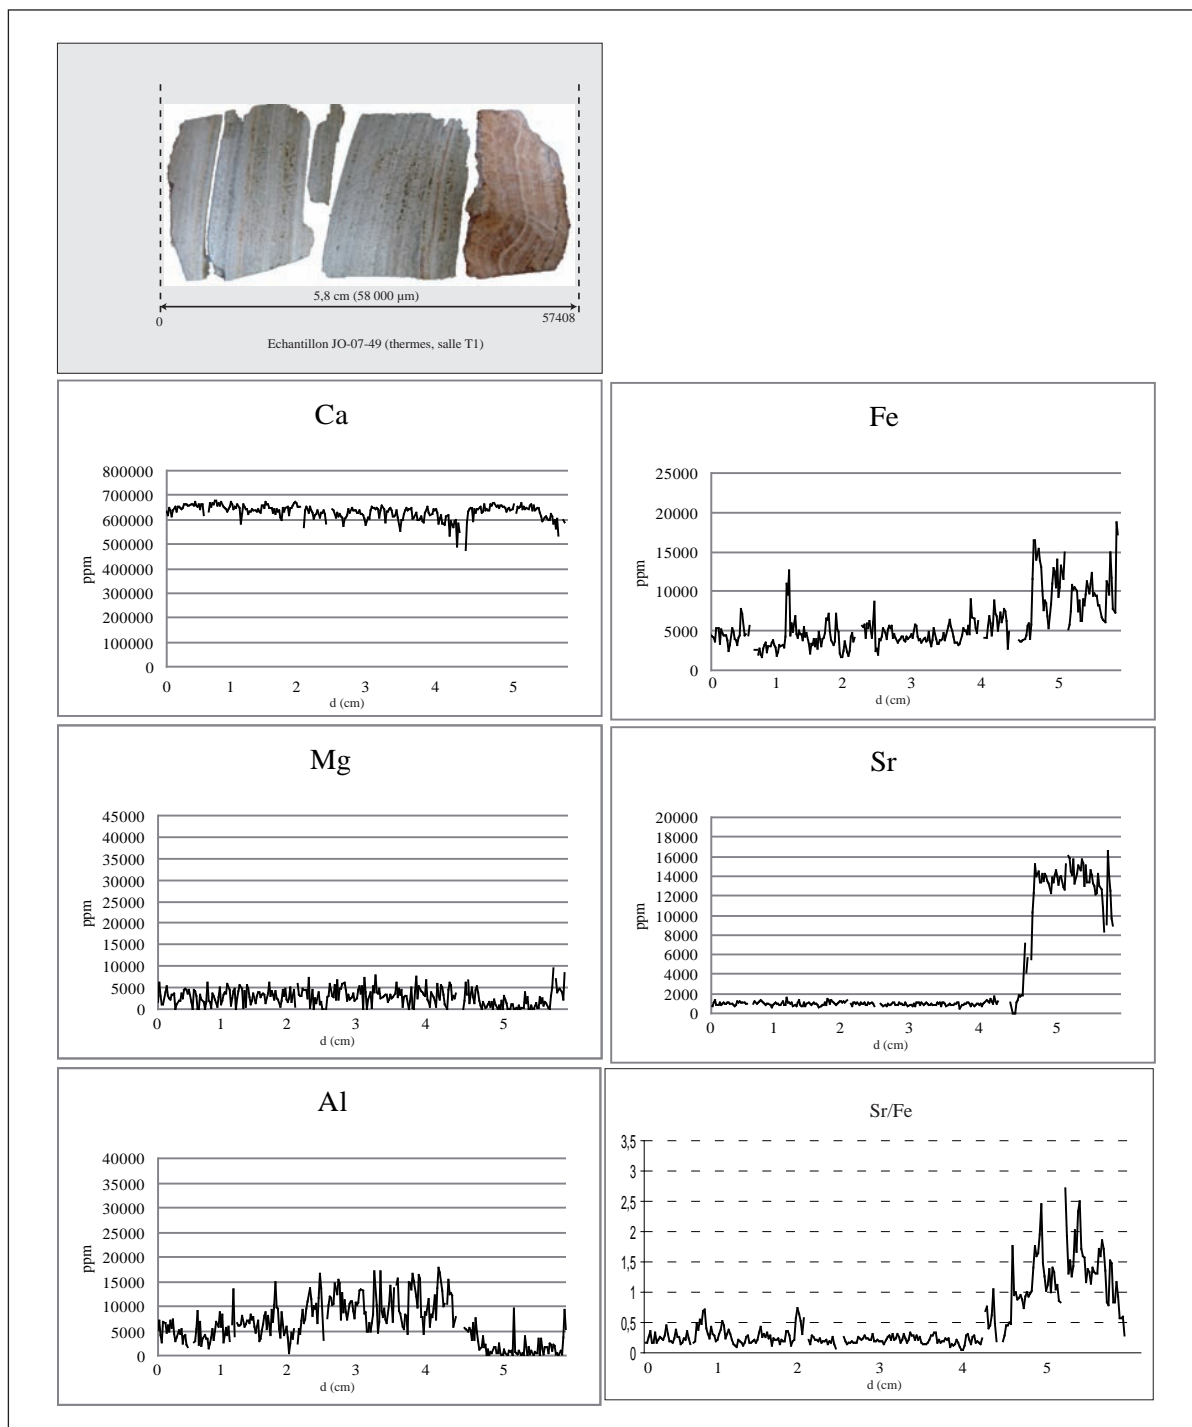 5,8 cm (58 000 µm)
0
57408
Echantillon JO-07-49 (thermes, salle T1)
Ca
800000
700000
600000
500000
400000
300000
200000
100000
0
ppm
0 1 2 3 4 5
d (cm)
Fe
25000
20000
15000
10000
5000
0
ppm
0 1 2 3 4 5
d (cm)
Mg
45000
40000
35000
30000
25000
20000
15000
10000
5000
0
ppm
0 1 2 3 4 5
d (cm)
Sr
20000
18000
16000
14000
12000
10000
8000
6000
4000
2000
0
ppm
0 1 2 3 4 5
d (cm)
Al
40000
35000
30000
25000
20000
15000
10000
5000
0
ppm
0 1 2 3 4 5
d (cm)
Sr/Fe
3,5
3
2,5
2
1,5
1
0,5
0
0 1 2 3 4 5
d (cm)